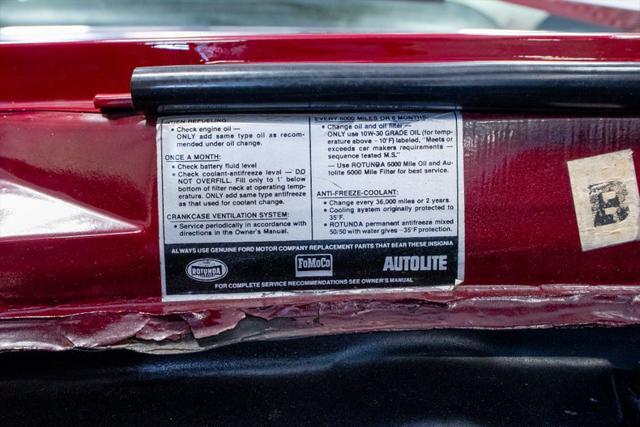 WHEN REFUELING:
• Check engine oil —
ONLY add same type oil as recom-
mended under oil change.
ONCE A MONTH:
• Check battery fluid level
• Check coolant-antifreeze level — DO
NOT OVERFILL. Fill only to 1" below
bottom of filler neck at operating temp-
erature. ONLY add same type antifreeze
as that used for coolant change.
CRANKCASE VENTILATION SYSTEM:
• Service periodically in accordance with
directions in the Owner's Manual.
EVERY 6000 MILES OR 6 MONTHS:
• Change oil and oil filter —
ONLY use 10W-30 GRADE OIL (for temp-
erature above - 10°F) labeled, "Meets or
exceeds car makers requirements —
sequence tested M.S."
— Use ROTUNDA 6000 Mile Oil and Au-
tolite 6000 Mile Filter for best service.
ANTI-FREEZE-COOLANT:
• Change every 36,000 miles or 2 years.
• Cooling system originally protected to
35°F.
• ROTUNDA permanent antifreeze mixed
50/50 with water gives -35°F protection.
ALWAYS USE GENUINE FORD MOTOR COMPANY REPLACEMENT PARTS THAT BEAR THESE INSIGNIA
ROTUNDA FoMoCo AUTOLITE
FOR COMPLETE SERVICE RECOMMENDATIONS SEE OWNER'S MANUAL
B